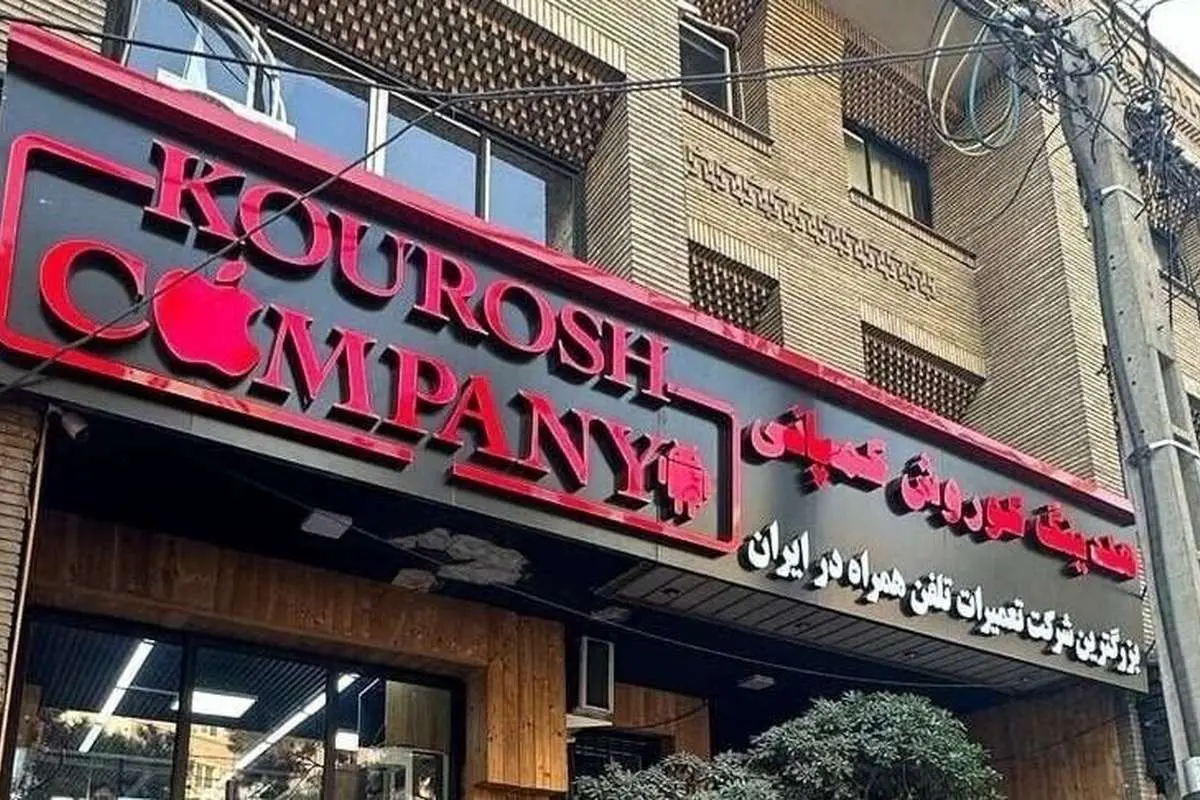 KOUROSH
COMPANY
هلدینگ کوروش کمپانی
بزرگترین شرکت تعمیرات تلفن همراه در ایران